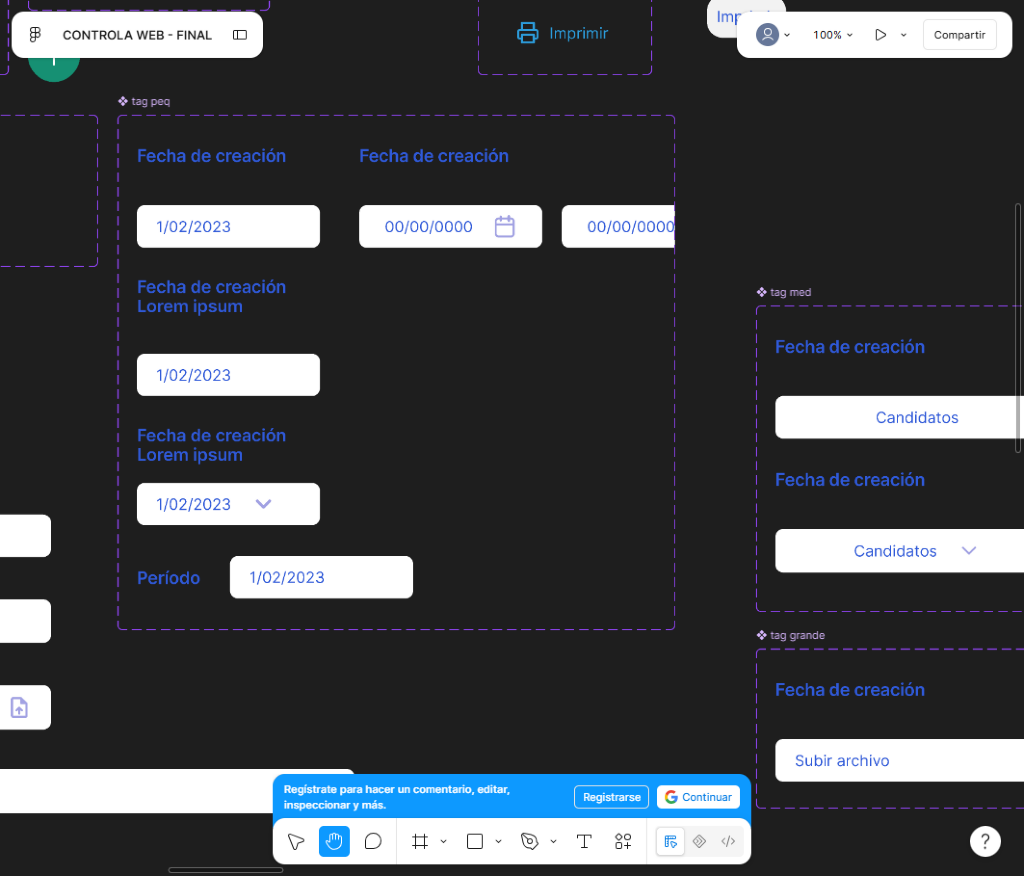 Imprimir
CONTROLA WEB - FINAL
100%
Compartir
tag peq
Fecha de creación
Fecha de creación
1/02/2023
00/00/0000
00/00/0000
Fecha de creación
Lorem ipsum
1/02/2023
Fecha de creación
Lorem ipsum
1/02/2023
Período
1/02/2023
tag med
Fecha de creación
Candidatos
Fecha de creación
Candidatos
tag grande
Fecha de creación
Subir archivo
Regístrate para hacer un comentario, editar,
inspeccionar y más.
Registrarse
Continuar
?